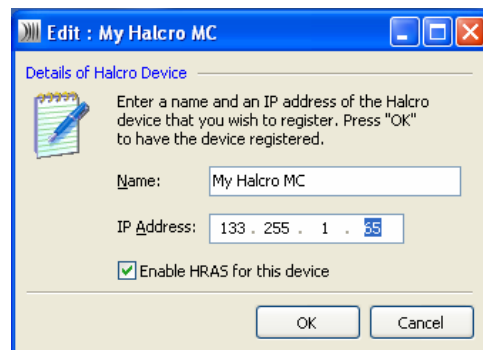 Edit : My Halcro MC
Details of Halcro Device
Enter a name and an IP address of the Halcro
device that you wish to register. Press "OK"
to have the device registered.
Name: My Halcro MC
IP Address: 133 . 255 . 1 . 65
Enable HRAS for this device
OK Cancel